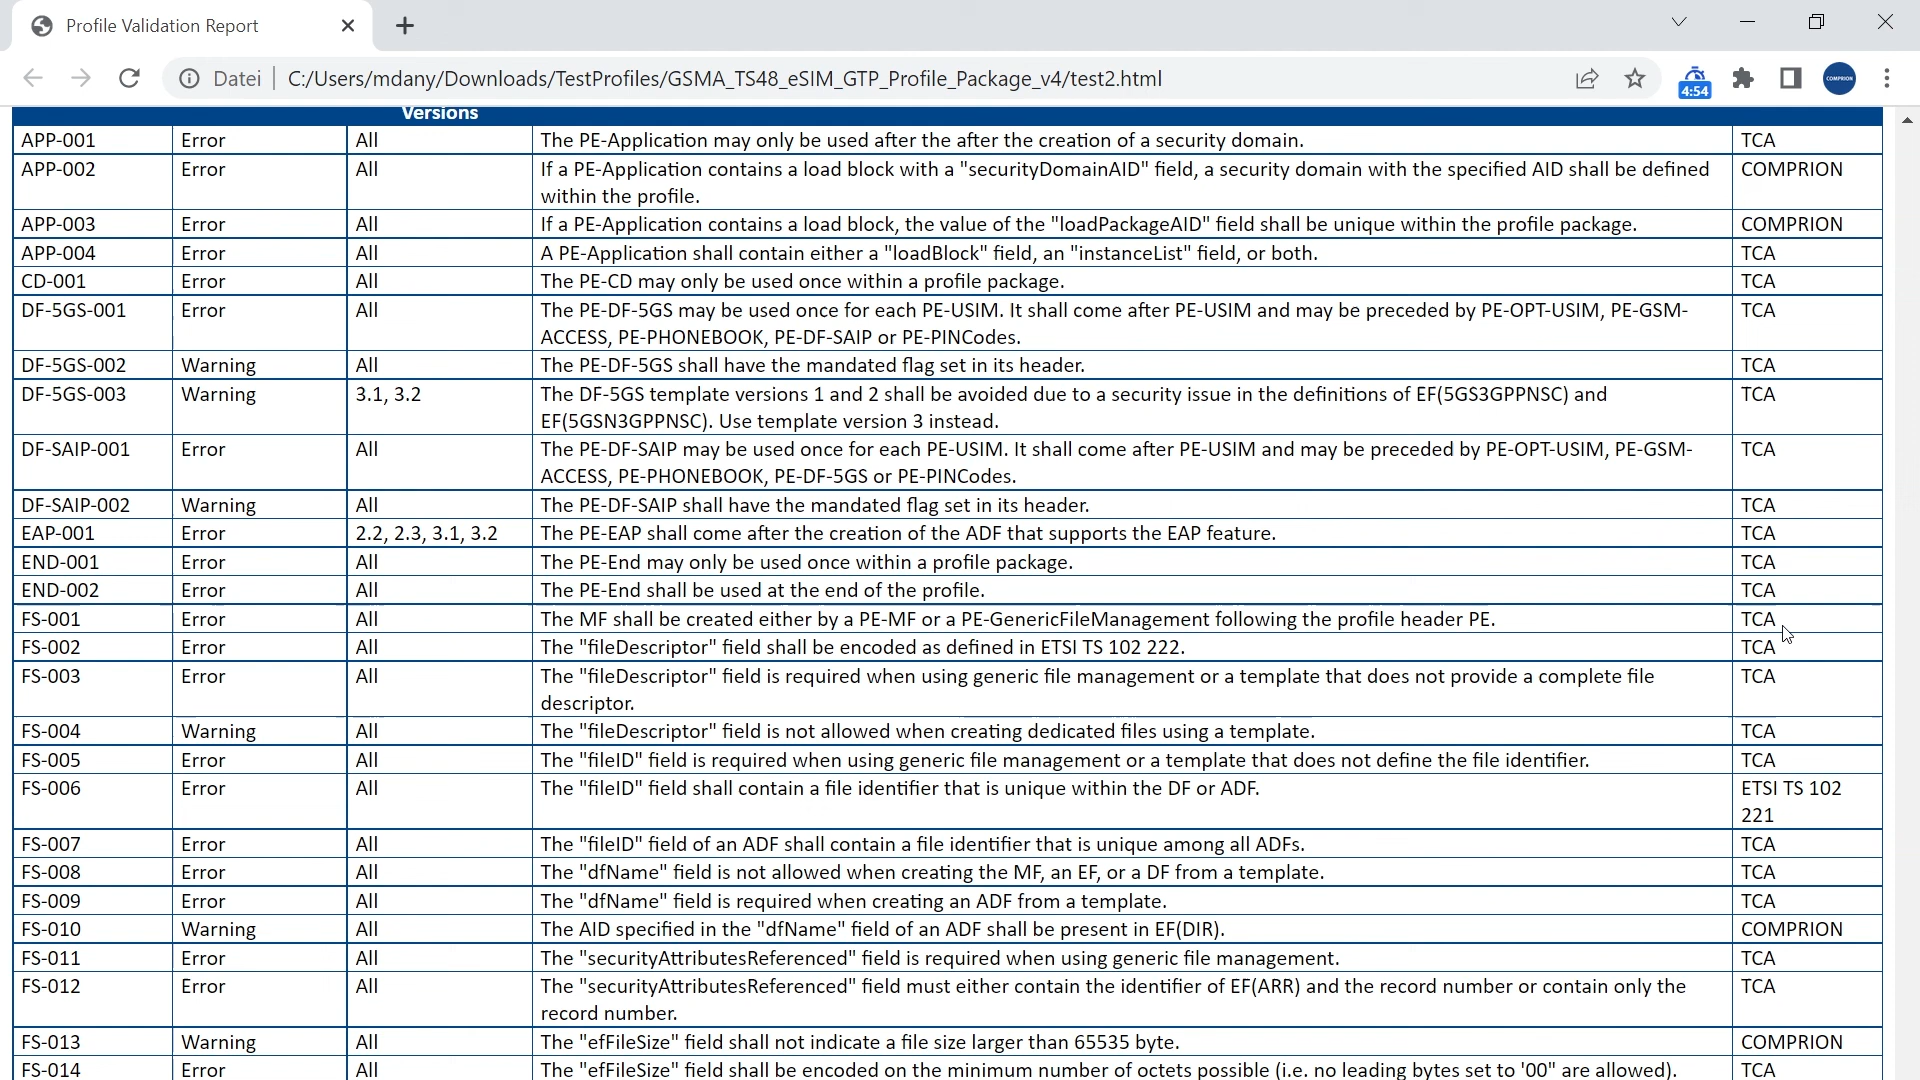 Profile Validation Report
Datei | C:/Users/mdany/Downloads/TestProfiles/GSMA_TS48_eSIM_GTP_Profile_Package_v4/test2.html
4:54
COMPRION
Versions
APP-001 Error All The PE-Application may only be used after the after the creation of a security domain. TCA
APP-002 Error All If a PE-Application contains a load block with a "securityDomainAID" field, a security domain with the specified AID shall be defined COMPRION
within the profile.
APP-003 Error All If a PE-Application contains a load block, the value of the "loadPackageAID" field shall be unique within the profile package. COMPRION
APP-004 Error All A PE-Application shall contain either a "loadBlock" field, an "instanceList" field, or both. TCA
CD-001 Error All The PE-CD may only be used once within a profile package. TCA
DF-5GS-001 Error All The PE-DF-5GS may be used once for each PE-USIM. It shall come after PE-USIM and may be preceded by PE-OPT-USIM, PE-GSM- TCA
ACCESS, PE-PHONEBOOK, PE-DF-SAIP or PE-PINCodes.
DF-5GS-002 Warning All The PE-DF-5GS shall have the mandated flag set in its header. TCA
DF-5GS-003 Warning 3.1, 3.2 The DF-5GS template versions 1 and 2 shall be avoided due to a security issue in the definitions of EF(5GS3GPPNSC) and TCA
EF(5GSN3GPPNSC). Use template version 3 instead.
DF-SAIP-001 Error All The PE-DF-SAIP may be used once for each PE-USIM. It shall come after PE-USIM and may be preceded by PE-OPT-USIM, PE-GSM- TCA
ACCESS, PE-PHONEBOOK, PE-DF-5GS or PE-PINCodes.
DF-SAIP-002 Warning All The PE-DF-SAIP shall have the mandated flag set in its header. TCA
EAP-001 Error 2.2, 2.3, 3.1, 3.2 The PE-EAP shall come after the creation of the ADF that supports the EAP feature. TCA
END-001 Error All The PE-End may only be used once within a profile package. TCA
END-002 Error All The PE-End shall be used at the end of the profile. TCA
FS-001 Error All The MF shall be created either by a PE-MF or a PE-GenericFileManagement following the profile header PE. TCA
FS-002 Error All The "fileDescriptor" field shall be encoded as defined in ETSI TS 102 222. TCA
FS-003 Error All The "fileDescriptor" field is required when using generic file management or a template that does not provide a complete file TCA
descriptor.
FS-004 Warning All The "fileDescriptor" field is not allowed when creating dedicated files using a template. TCA
FS-005 Error All The "fileID" field is required when using generic file management or a template that does not define the file identifier. TCA
FS-006 Error All The "fileID" field shall contain a file identifier that is unique within the DF or ADF. ETSI TS 102
221
FS-007 Error All The "fileID" field of an ADF shall contain a file identifier that is unique among all ADFs. TCA
FS-008 Error All The "dfName" field is not allowed when creating the MF, an EF, or a DF from a template. TCA
FS-009 Error All The "dfName" field is required when creating an ADF from a template. TCA
FS-010 Warning All The AID specified in the "dfName" field of an ADF shall be present in EF(DIR). COMPRION
FS-011 Error All The "securityAttributesReferenced" field is required when using generic file management. TCA
FS-012 Error All The "securityAttributesReferenced" field must either contain the identifier of EF(ARR) and the record number or contain only the TCA
record number.
FS-013 Warning All The "efFileSize" field shall not indicate a file size larger than 65535 byte. COMPRION
FS-014 Error All The "efFileSize" field shall be encoded on the minimum number of octets possible (i.e. no leading bytes set to '00" are allowed). TCA